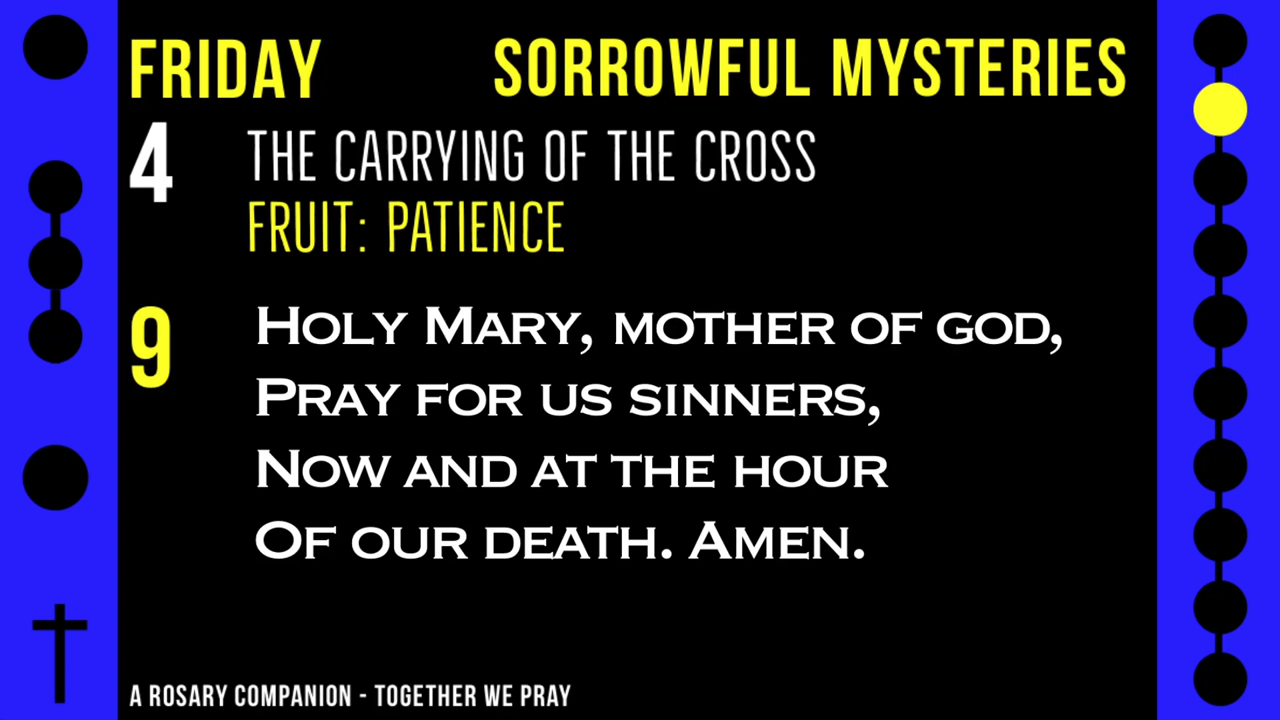 FRIDAY SORROWFUL MYSTERIES
4 THE CARRYING OF THE CROSS
FRUIT: PATIENCE
9 HOLY MARY, MOTHER OF GOD,
PRAY FOR US SINNERS,
NOW AND AT THE HOUR
OF OUR DEATH. AMEN.
A ROSARY COMPANION - TOGETHER WE PRAY